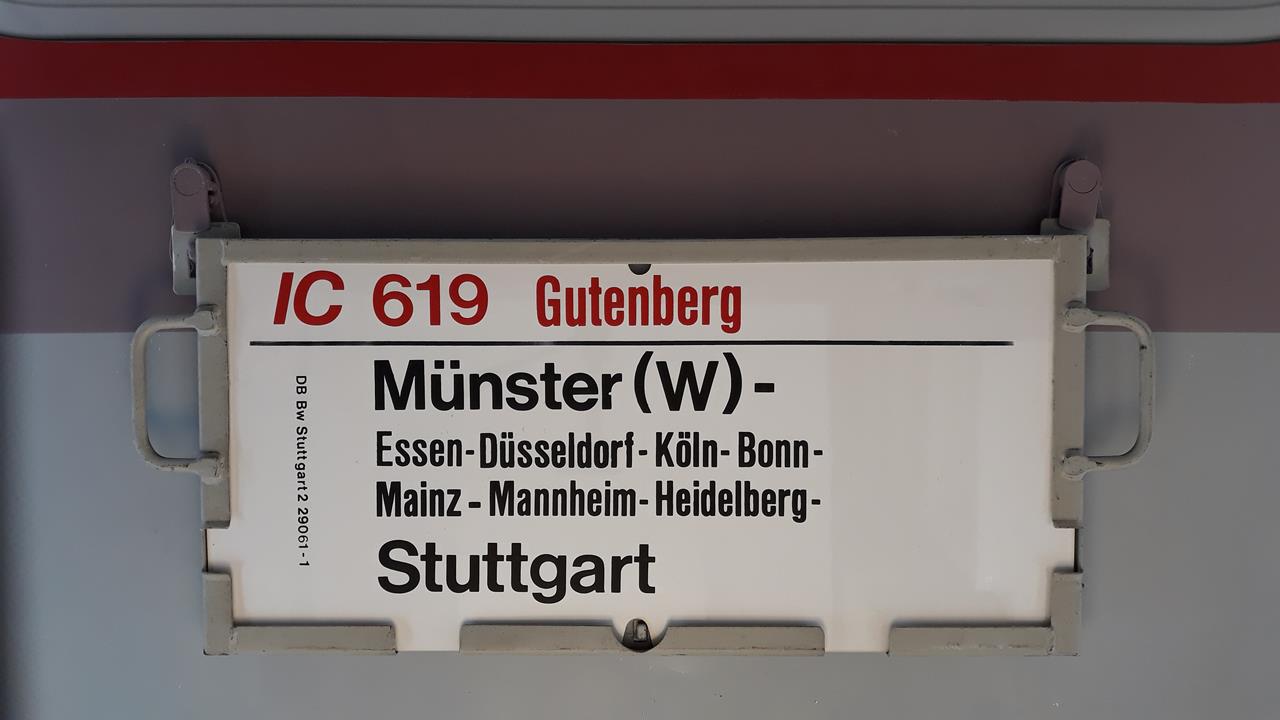 IC 619 Gutenberg
Münster (W) -
Essen - Düsseldorf - Köln - Bonn -
Mainz - Mannheim - Heidelberg -
Stuttgart
DB Bw Stuttgart 2 29061-1